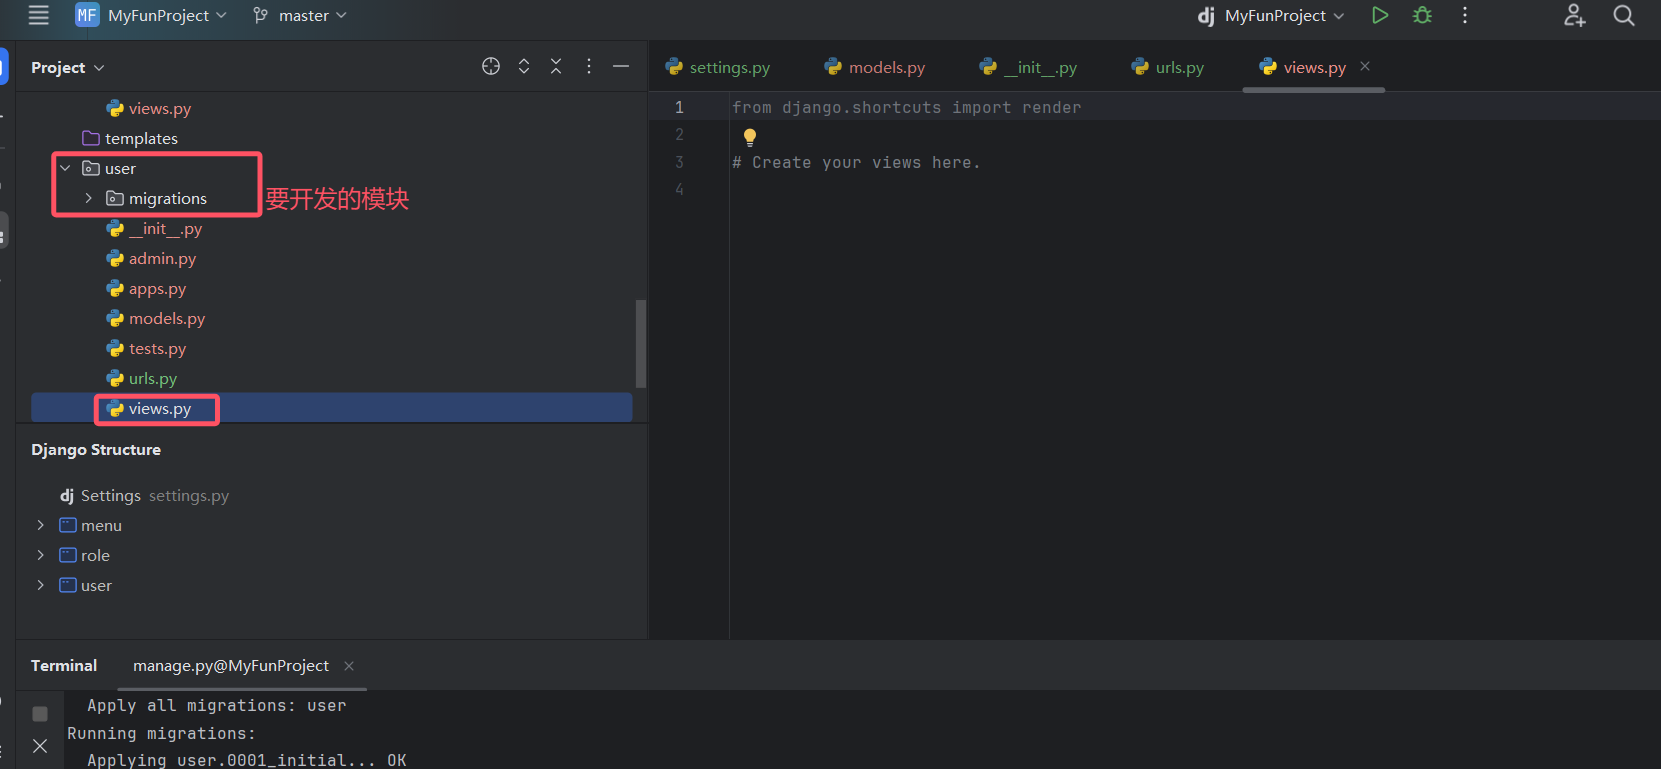 MF MyFunProject master
dj MyFunProject
Project
settings.py models.py __init__.py urls.py views.py
views.py
templates
user
migrations
要开发的模块
__init__.py
admin.py
apps.py
models.py
tests.py
urls.py
views.py
1 from django.shortcuts import render
2
3 # Create your views here.
4
Django Structure
dj Settings settings.py
menu
role
user
Terminal manage.py@MyFunProject
Apply all migrations: user
Running migrations:
Applying user.0001_initial... OK